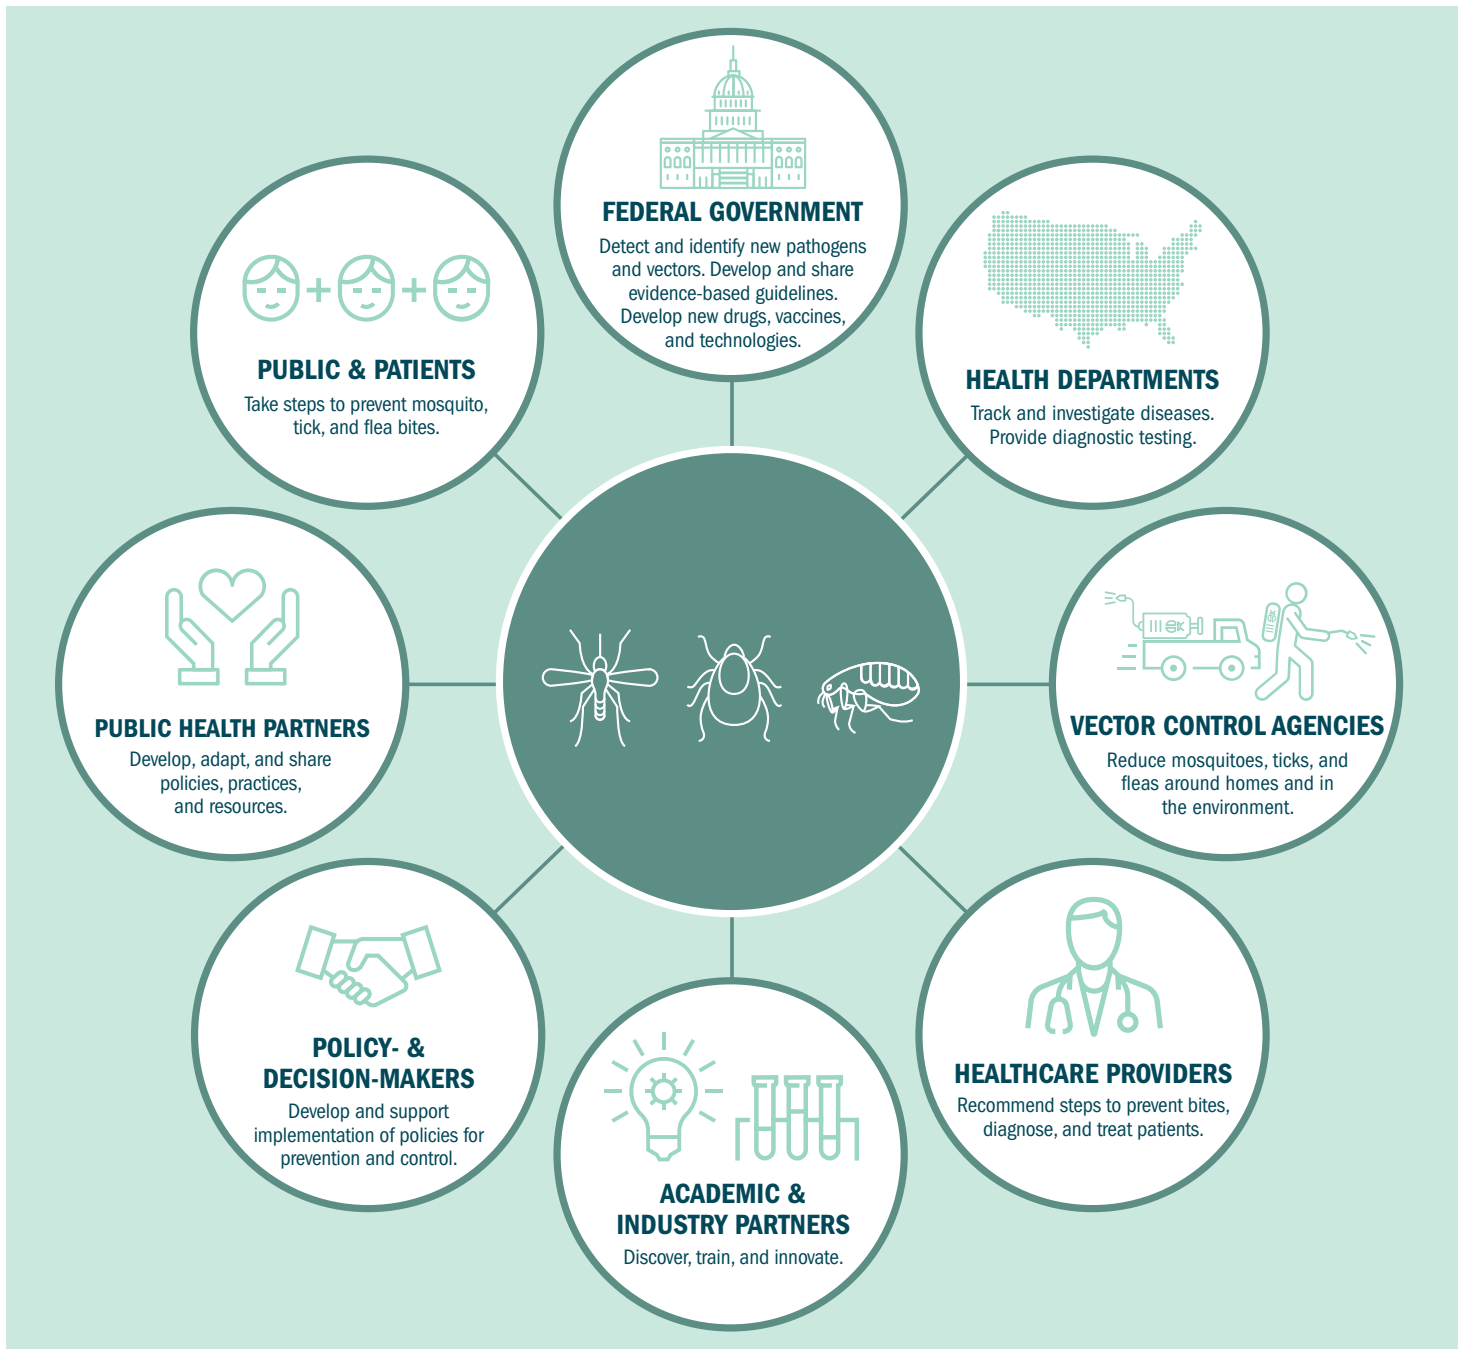 FEDERAL GOVERNMENT
Detect and identify new pathogens
and vectors. Develop and share
evidence-based guidelines.
Develop new drugs, vaccines,
and technologies.
HEALTH DEPARTMENTS
Track and investigate diseases.
Provide diagnostic testing.
VECTOR CONTROL AGENCIES
Reduce mosquitoes, ticks, and
fleas around homes and in
the environment.
HEALTHCARE PROVIDERS
Recommend steps to prevent bites,
diagnose, and treat patients.
ACADEMIC &
INDUSTRY PARTNERS
Discover, train, and innovate.
POLICY- &
DECISION-MAKERS
Develop and support
implementation of policies for
prevention and control.
PUBLIC HEALTH PARTNERS
Develop, adapt, and share
policies, practices,
and resources.
PUBLIC & PATIENTS
Take steps to prevent mosquito,
tick, and flea bites.